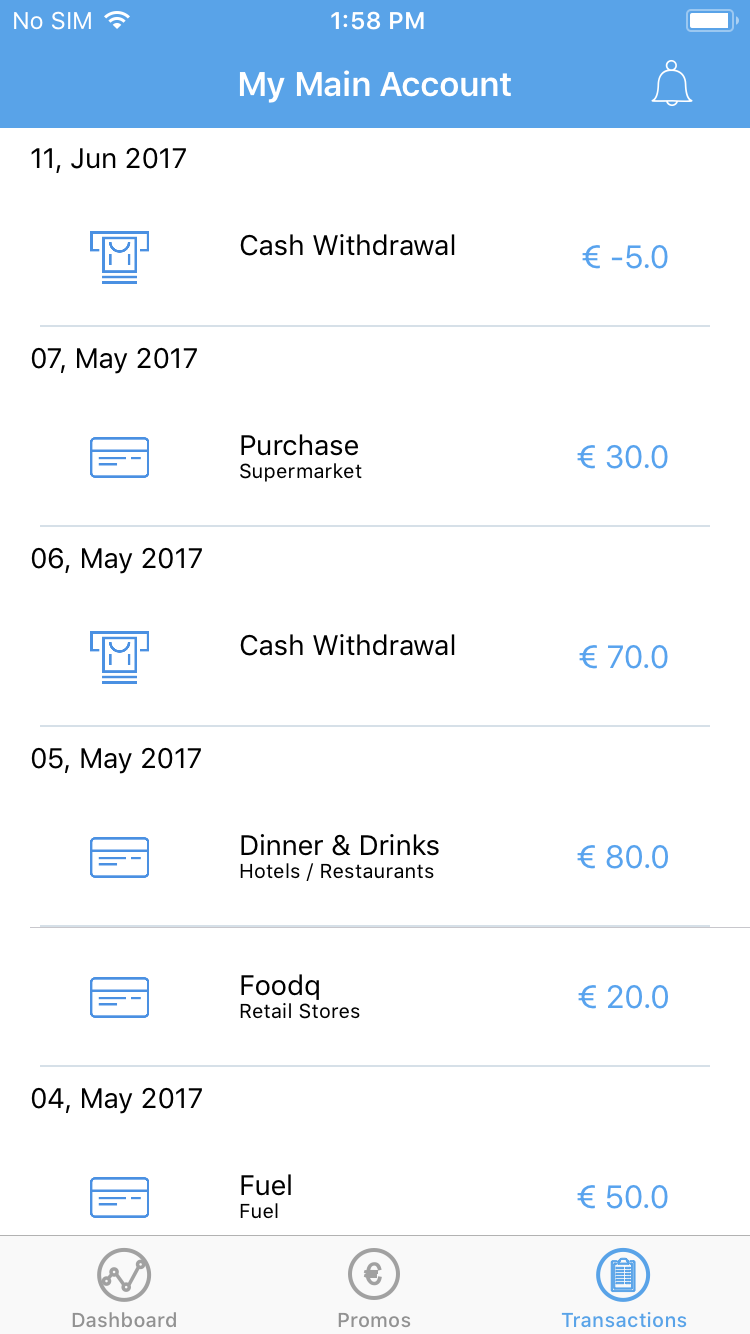 No SIM 1:58 PM
My Main Account
11, Jun 2017
Cash Withdrawal € -5.0
07, May 2017
Purchase € 30.0
Supermarket
06, May 2017
Cash Withdrawal € 70.0
05, May 2017
Dinner & Drinks € 80.0
Hotels / Restaurants
Foodq € 20.0
Retail Stores
04, May 2017
Fuel € 50.0
Fuel
€
Dashboard Promos Transactions